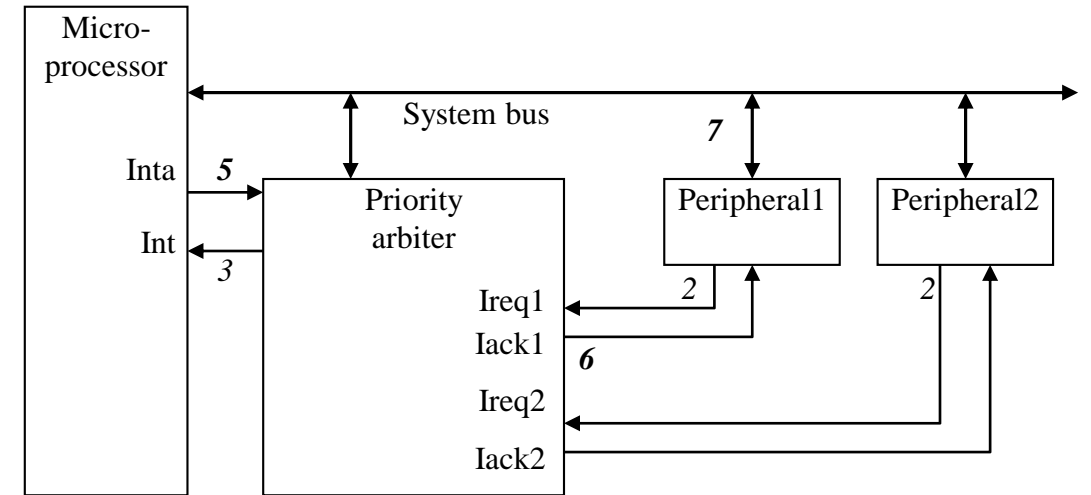 Micro-
processor
System bus
7
Inta
5
Priority
arbiter
Peripheral1
Peripheral2
Int
3
2
2
Ireq1
Iack1
6
Ireq2
Iack2